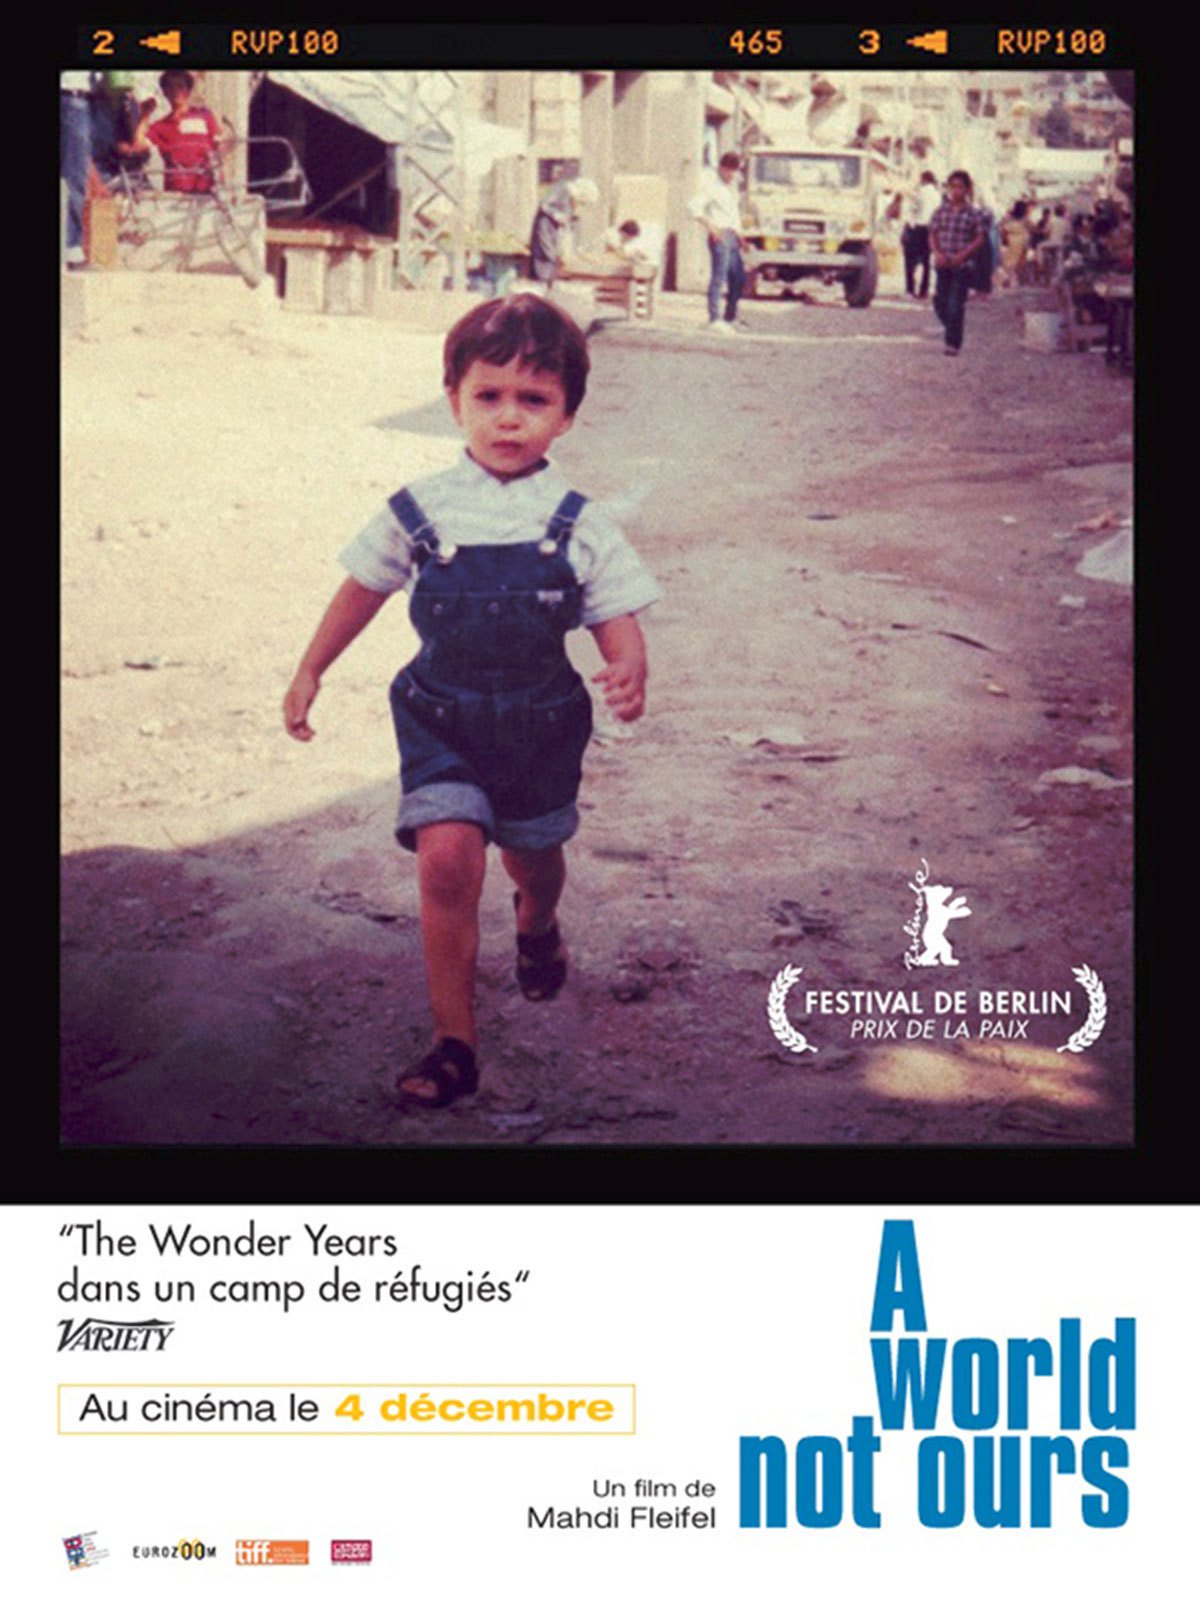 2 RVP100 465 3 RVP100
Berlinale
FESTIVAL DE BERLIN
PRIX DE LA PAIX
“The Wonder Years
dans un camp de réfugiés“
VARIETY
Au cinéma le 4 décembre
A
world
not ours
Un film de
Mahdi Fleifel
EUROZOOM tiff.